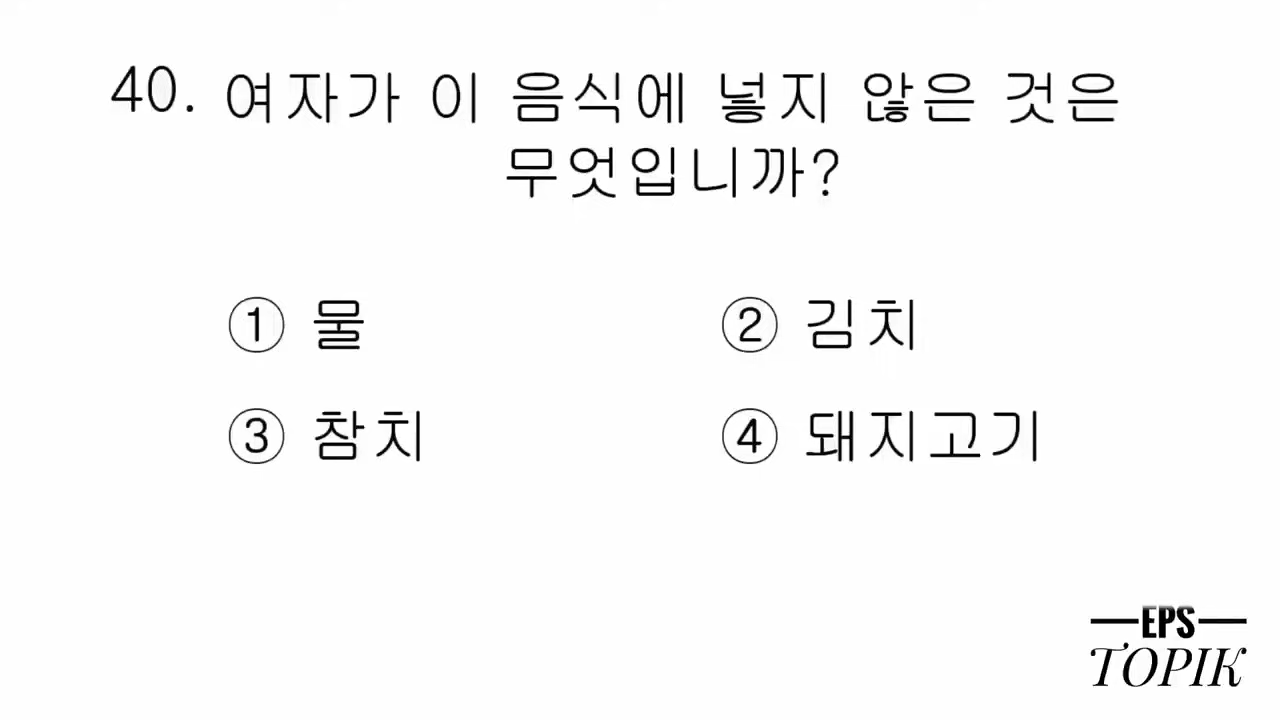 40. 여자가 이 음식에 넣지 않은 것은
무엇입니까?
① 물 ② 김치
③ 참치 ④ 돼지고기
EPS
TOPIK